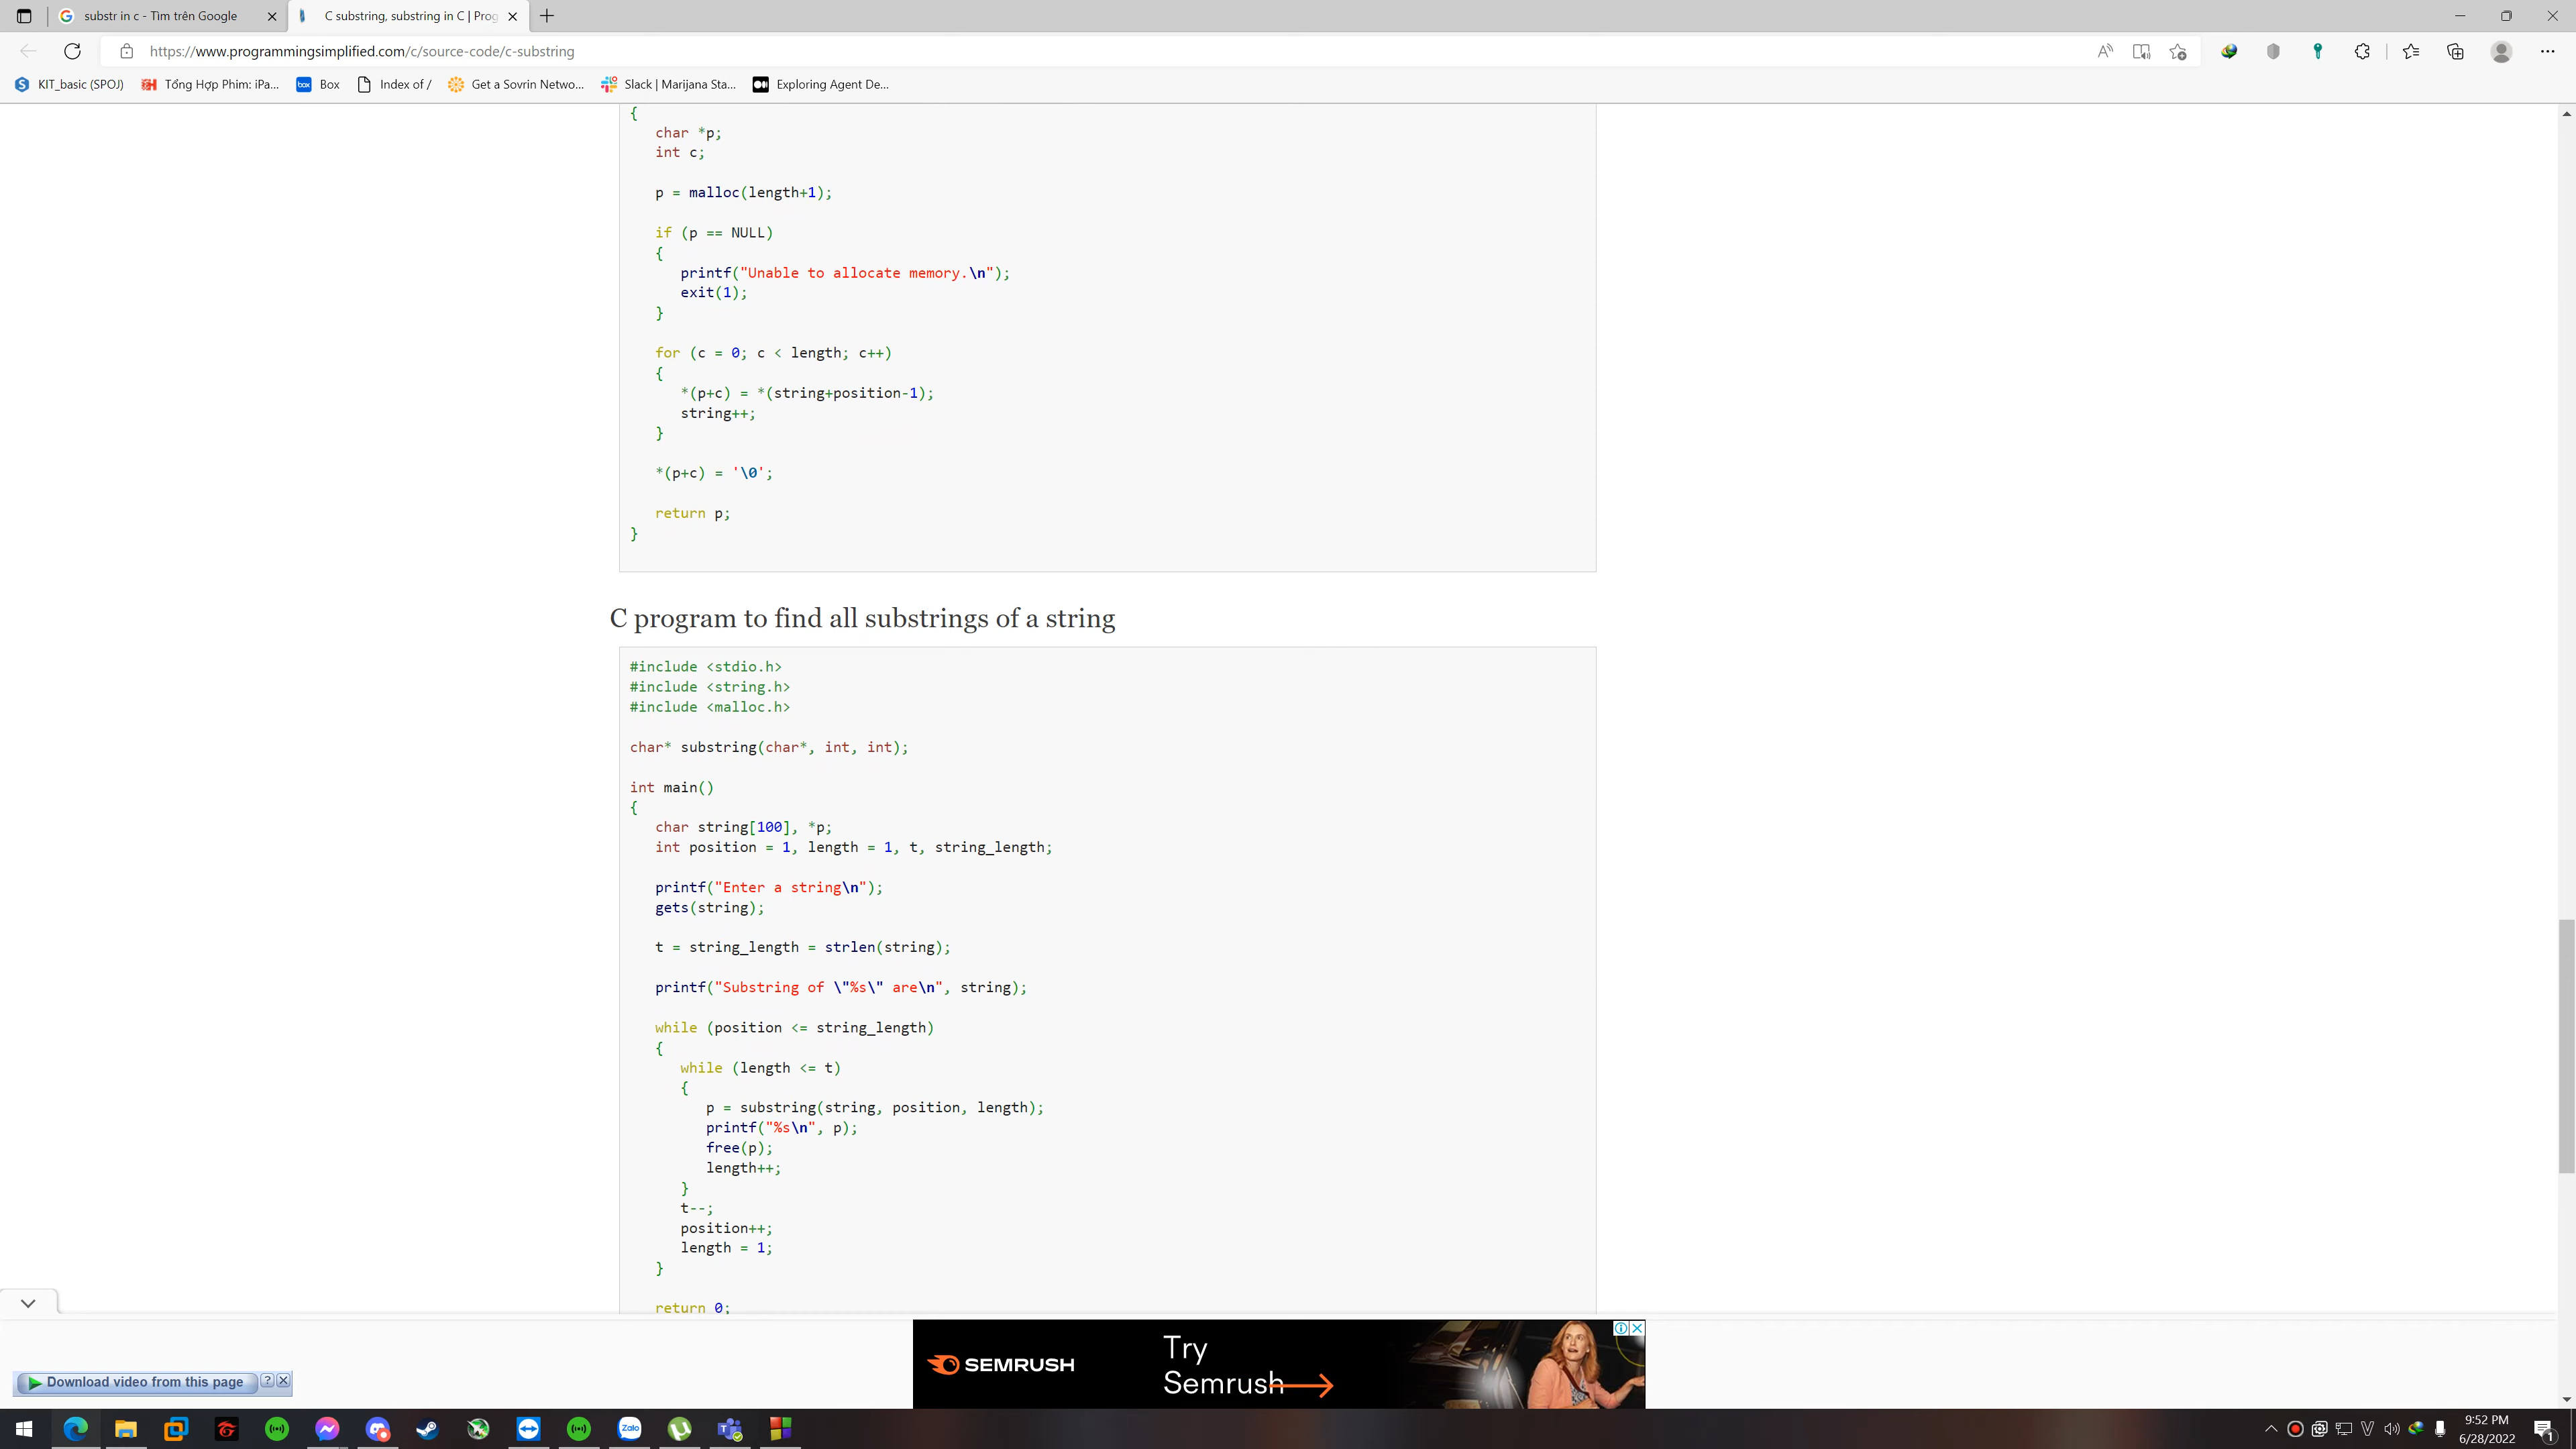 substr in c - Tìm trên Google
C substring, substring in C | Prog
https://www.programmingsimplified.com/c/source-code/c-substring
KIT_basic (SPOJ)
Tổng Hợp Phim: iPa...
box
Box
Index of /
Get a Sovrin Netwo...
Slack | Marijana Sta...
Exploring Agent De...
{
char *p;
int c;
p = malloc(length+1);
if (p == NULL)
{
printf("Unable to allocate memory.\n");
exit(1);
}
for (c = 0; c < length; c++)
{
*(p+c) = *(string+position-1);
string++;
}
*(p+c) = '\0';
return p;
}
C program to find all substrings of a string
#include <stdio.h>
#include <string.h>
#include <malloc.h>
char* substring(char*, int, int);
int main()
{
char string[100], *p;
int position = 1, length = 1, t, string_length;
printf("Enter a string\n");
gets(string);
t = string_length = strlen(string);
printf("Substring of \"%s\" are\n", string);
while (position <= string_length)
{
while (length <= t)
{
p = substring(string, position, length);
printf("%s\n", p);
free(p);
length++;
}
t--;
position++;
length = 1;
}
return 0;
SEMRUSH
Try
Semrush
Download video from this page
?
Zalo
9:52 PM
6/28/2022
1